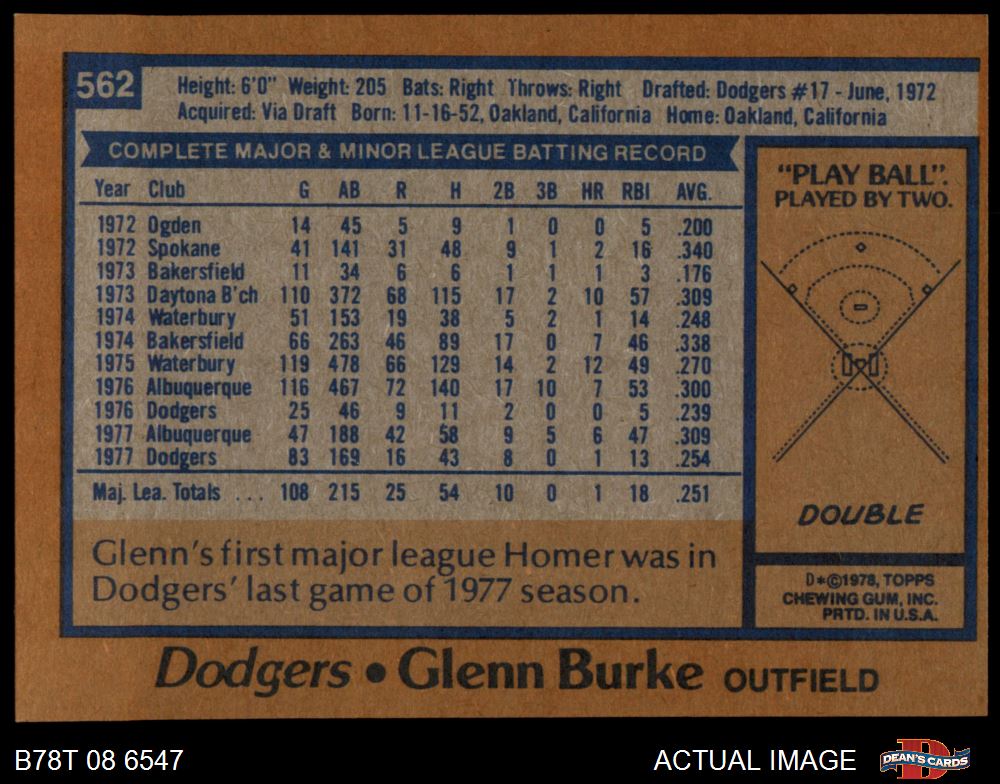 562
Height: 6'0" Weight: 205 Bats: Right Throws: Right Drafted: Dodgers #17 - June, 1972
Acquired: Via Draft Born: 11-16-52, Oakland, California Home: Oakland, California
COMPLETE MAJOR & MINOR LEAGUE BATTING RECORD
Year Club G AB R H 2B 3B HR RBI AVG.
1972 Ogden 14 45 5 9 1 0 0 5 .200
1972 Spokane 41 141 31 48 9 1 2 16 .340
1973 Bakersfield 11 34 6 6 1 1 1 3 .176
1973 Daytona B'ch 110 372 68 115 17 2 10 57 .309
1974 Waterbury 51 153 19 38 5 2 1 14 .248
1974 Bakersfield 66 263 46 89 17 0 7 46 .338
1975 Waterbury 119 478 66 129 14 2 12 49 .270
1976 Albuquerque 116 467 72 140 17 10 7 53 .300
1976 Dodgers 25 46 9 11 2 0 0 5 .239
1977 Albuquerque 47 188 42 58 9 5 6 47 .309
1977 Dodgers 83 169 16 43 8 0 1 13 .254
Maj. Lea. Totals ... 108 215 25 54 10 0 1 18 .251
Glenn's first major league Homer was in
Dodgers' last game of 1977 season.
"PLAY BALL".
PLAYED BY TWO.
DOUBLE
D*©1978, TOPPS
CHEWING GUM, INC.
PRTD. IN U.S.A.
Dodgers • Glenn Burke OUTFIELD
B78T 08 6547
ACTUAL IMAGE
D
DEAN'S CARDS